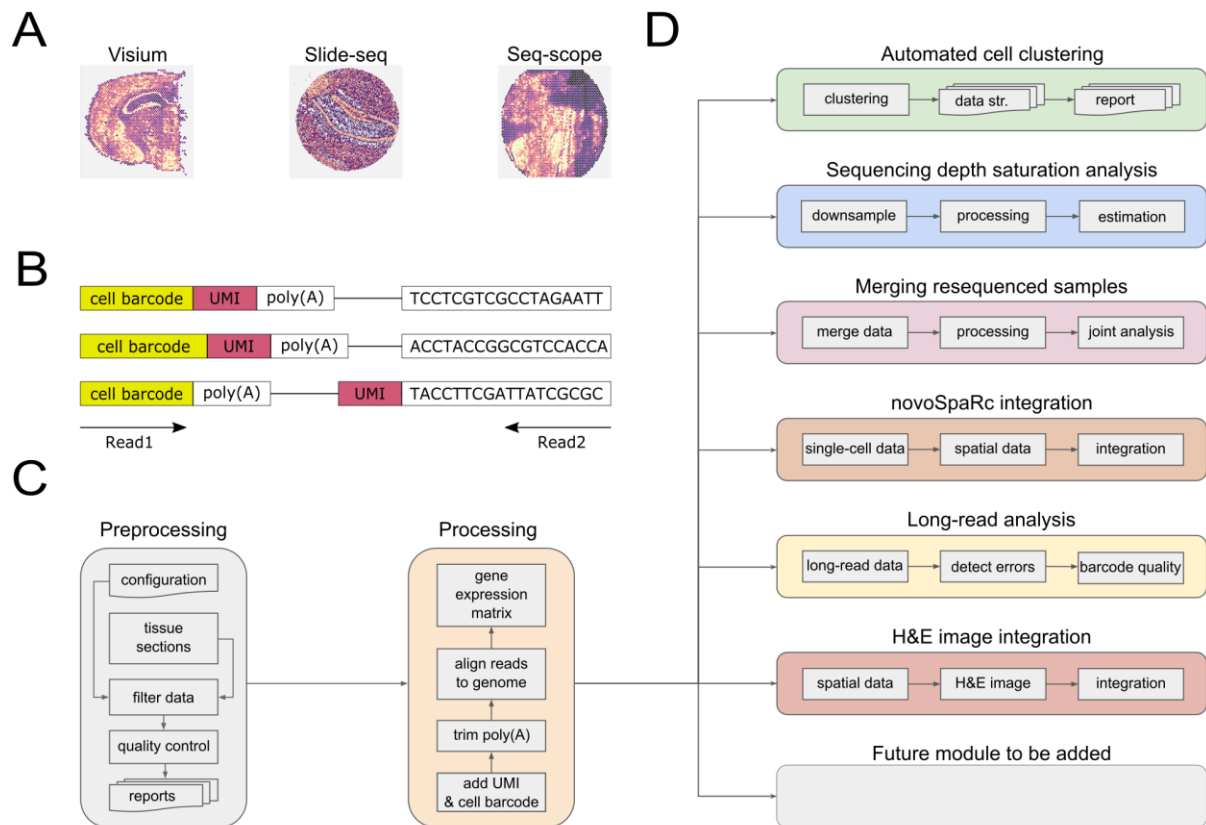 A
Visium
Slide-seq
Seq-scope
B
cell barcode UMI poly(A) TCCTCGTCGCCTAGAATT
cell barcode UMI poly(A) ACCTACCGGCGTCCACCA
cell barcode poly(A) UMI TACCTTCGATTATCGCGC
Read1
Read2
C
Preprocessing
configuration
tissue
sections
filter data
quality control
reports
Processing
gene
expression
matrix
align reads
to genome
trim poly(A)
add UMI
& cell barcode
D
Automated cell clustering
clustering
data str.
report
Sequencing depth saturation analysis
downsample
processing
estimation
Merging resequenced samples
merge data
processing
joint analysis
novoSpaRc integration
single-cell data
spatial data
integration
Long-read analysis
long-read data
detect errors
barcode quality
H&E image integration
spatial data
H&E image
integration
Future module to be added